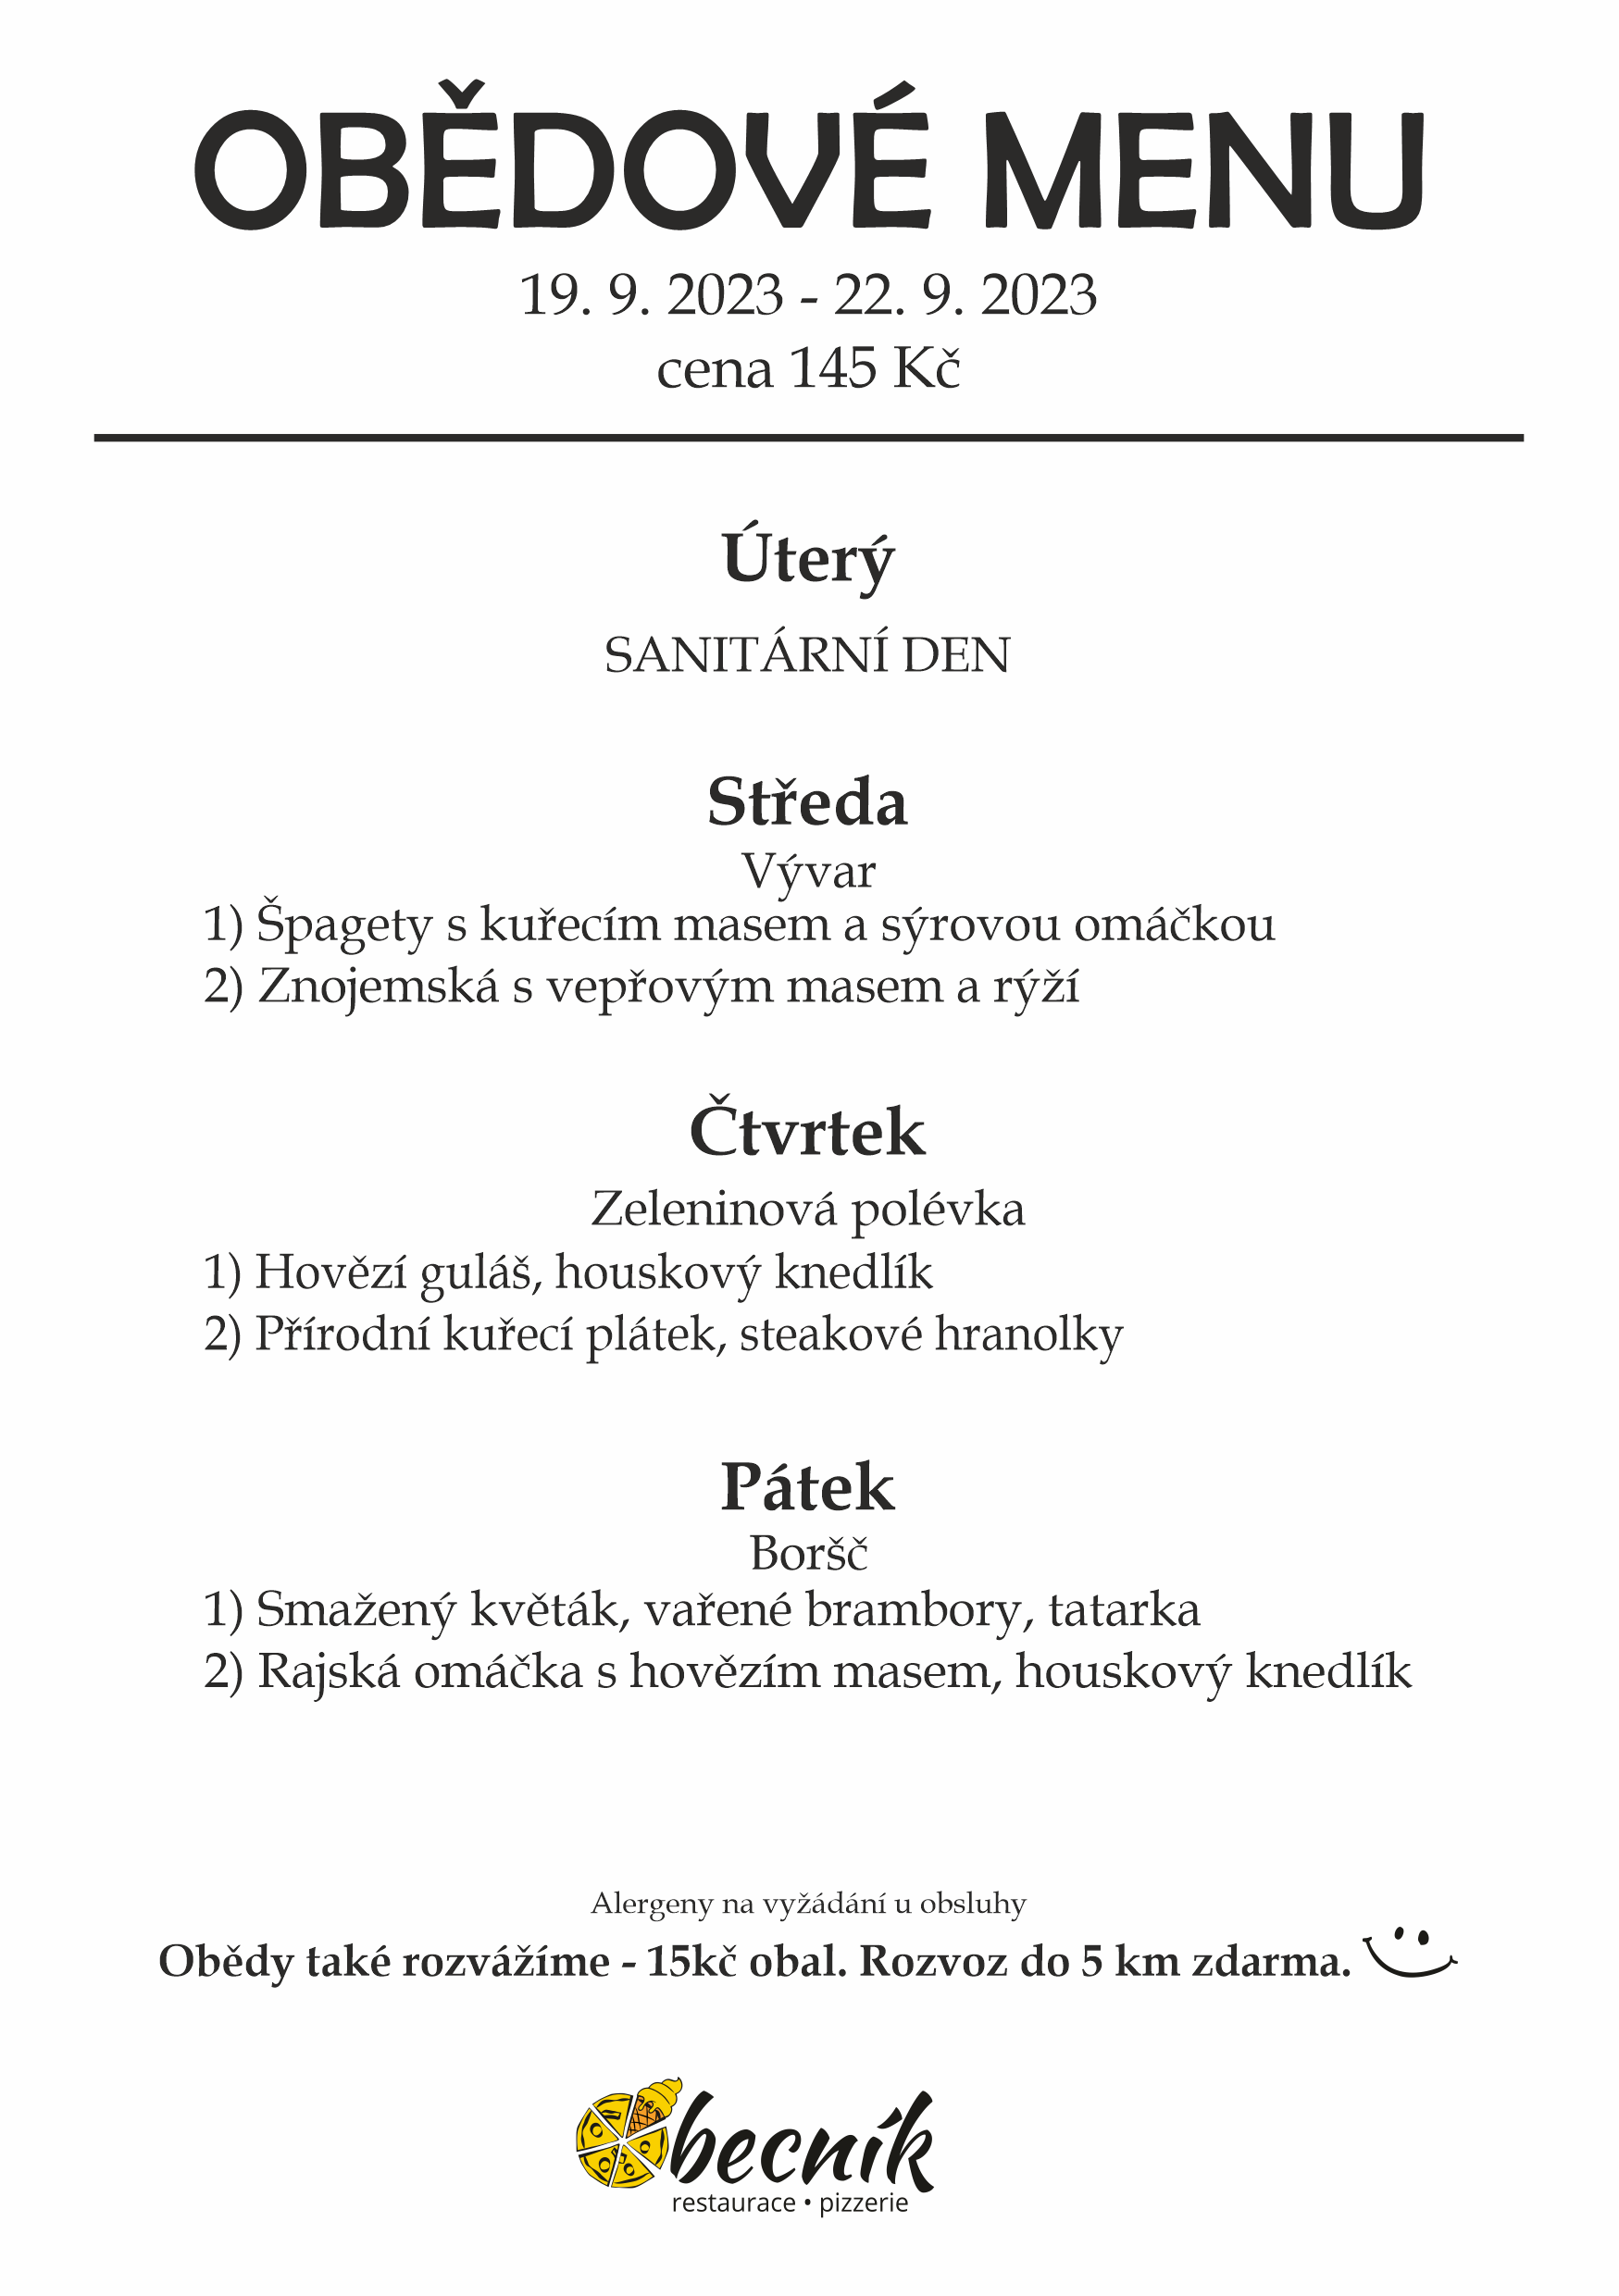 OBĚDOVÉ MENU
19. 9. 2023 - 22. 9. 2023
cena 145 Kč
Úterý
SANITÁRNÍ DEN
Středa
Vývar
1) Špagety s kuřecím masem a sýrovou omáčkou
2) Znojemská s vepřovým masem a rýží
Čtvrtek
Zeleninová polévka
1) Hovězí guláš, houskový knedlík
2) Přírodní kuřecí plátek, steakové hranolky
Pátek
Boršč
1) Smažený květák, vařené brambory, tatarka
2) Rajská omáčka s hovězím masem, houskový knedlík
Alergeny na vyžádání u obsluhy
Obědy také rozvážíme - 15kč obal. Rozvoz do 5 km zdarma.
becník
restaurace • pizzerie